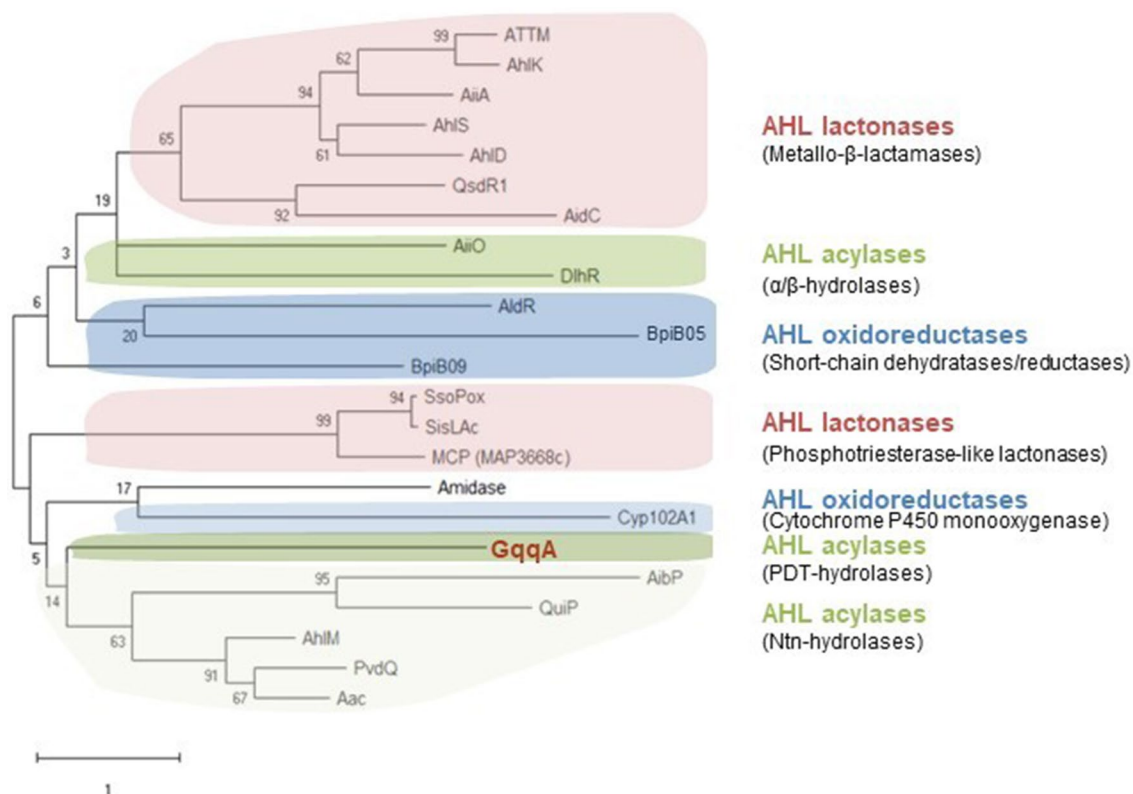 99
ATTM
62
AhlK
94
AiiA
65
AhlS
61
AhlD
QsdR1
92
AidC
19
AiiO
3
DlhR
6
AldR
20
BpiB05
BpiB09
94
SsoPox
99
SisLAc
MCP (MAP3668c)
17
Amidase
Cyp102A1
5
GqqA
14
95
AibP
QuiP
63
AhlM
91
PvdQ
67
Aac
1
AHL lactonases
(Metallo-β-lactamases)
AHL acylases
(α/β-hydrolases)
AHL oxidoreductases
(Short-chain dehydratases/reductases)
AHL lactonases
(Phosphotriesterase-like lactonases)
AHL oxidoreductases
(Cytochrome P450 monooxygenase)
AHL acylases
(PDT-hydrolases)
AHL acylases
(Ntn-hydrolases)